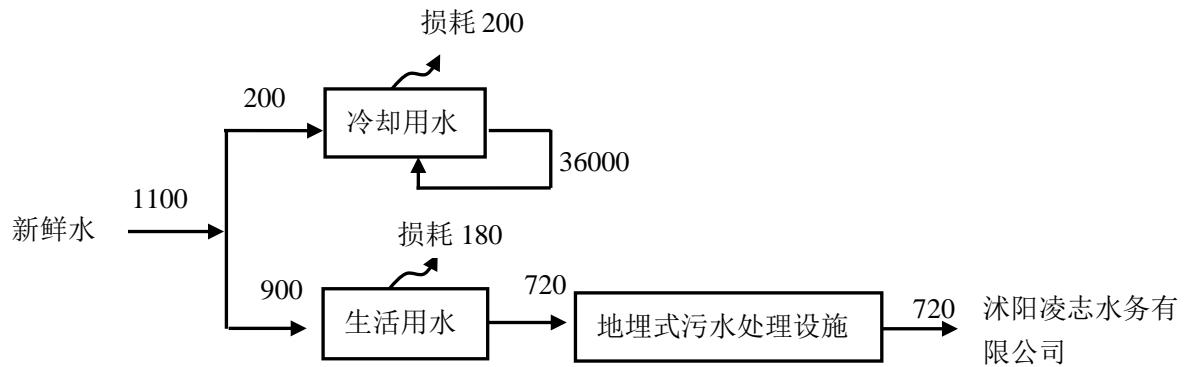 损耗 200
200
冷却用水
36000
1100
新鲜水
损耗 180
900
生活用水
720
地埋式污水处理设施
720
沭阳凌志水务有
限公司